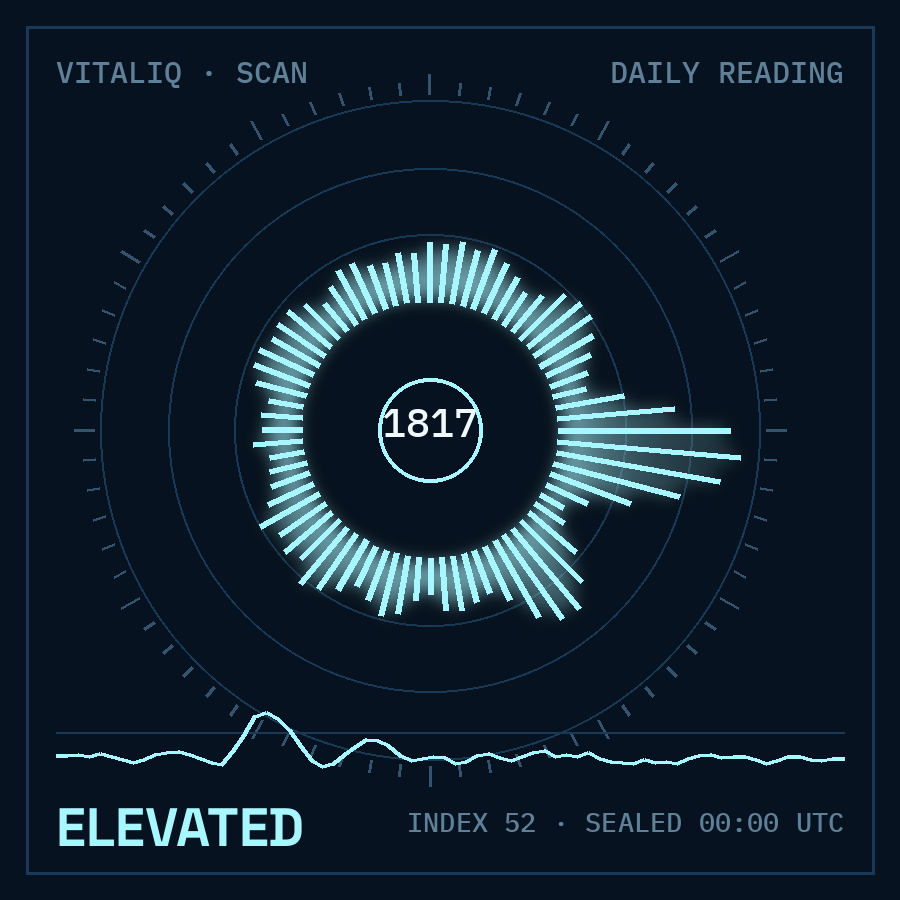 VITALIQ · SCAN
DAILY READING
1817
ELEVATED
INDEX 52 · SEALED 00:00 UTC